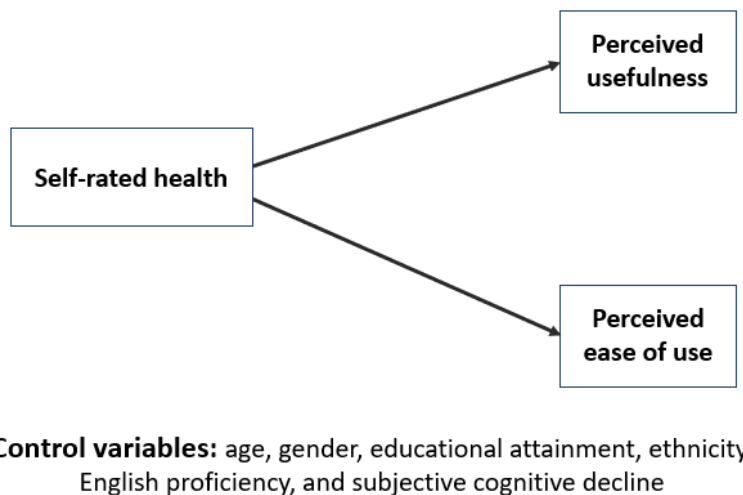 Perceived
usefulness
Self-rated health
Perceived
ease of use
Control variables: age, gender, educational attainment, ethnicity
English proficiency, and subjective cognitive decline